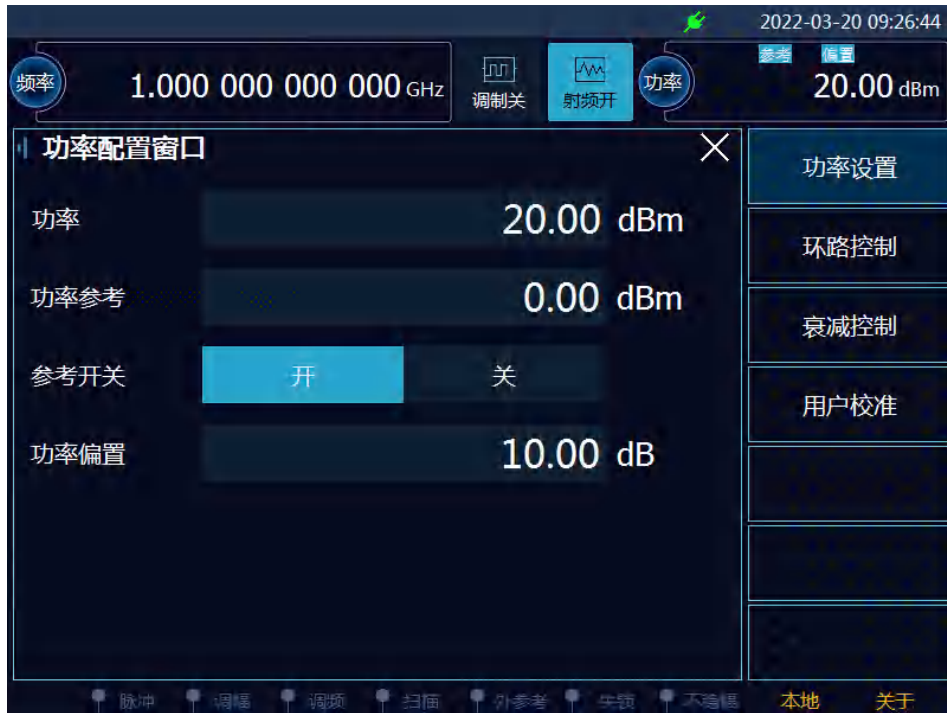 2022-03-20 09:26:44
频率
1.000 000 000 000 GHz
调制关
射频开
功率
参考 偏置
20.00 dBm
功率配置窗口
功率 20.00 dBm
功率参考 0.00 dBm
参考开关 开 关
功率偏置 10.00 dB
功率设置
环路控制
衰减控制
用户校准
脉冲 调幅 调频 扫描 外参考 失锁 不稳幅 本地 关于